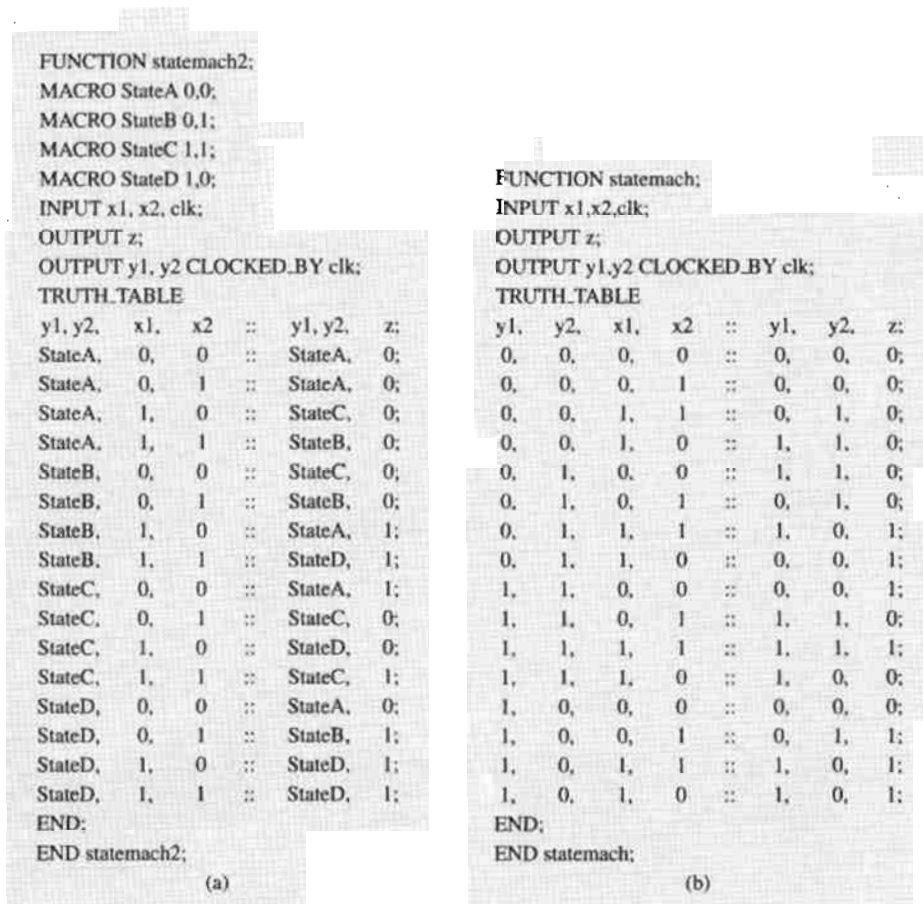 FUNCTION statemach2;
MACRO StateA 0,0;
MACRO StateB 0,1;
MACRO StateC 1,1;
MACRO StateD 1,0;
INPUT x1, x2, clk;
OUTPUT z;
OUTPUT y1, y2 CLOCKED_BY clk;
TRUTH_TABLE
y1, y2, x1, x2 :: y1, y2, z;
StateA, 0, 0 :: StateA, 0;
StateA, 0, 1 :: StateA, 0;
StateA, 1, 0 :: StateC, 0;
StateA, 1, 1 :: StateB, 0;
StateB, 0, 0 :: StateC, 0;
StateB, 0, 1 :: StateB, 0;
StateB, 1, 0 :: StateA, 1;
StateB, 1, 1 :: StateD, 1;
StateC, 0, 0 :: StateA, 1;
StateC, 0, 1 :: StateC, 0;
StateC, 1, 0 :: StateD, 0;
StateC, 1, 1 :: StateC, 1;
StateD, 0, 0 :: StateA, 0;
StateD, 0, 1 :: StateB, 1;
StateD, 1, 0 :: StateD, 1;
StateD, 1, 1 :: StateD, 1;
END;
END statemach2;
(a)
FUNCTION statemach;
INPUT x1,x2,clk;
OUTPUT z;
OUTPUT y1,y2 CLOCKED_BY clk;
TRUTH_TABLE
y1, y2, x1, x2 :: y1, y2, z;
0, 0, 0, 0 :: 0, 0, 0;
0, 0, 0, 1 :: 0, 0, 0;
0, 0, 1, 1 :: 0, 1, 0;
0, 0, 1, 0 :: 1, 1, 0;
0, 1, 0, 0 :: 1, 1, 0;
0, 1, 0, 1 :: 0, 1, 0;
0, 1, 1, 1 :: 1, 0, 1;
0, 1, 1, 0 :: 0, 0, 1;
1, 1, 0, 0 :: 0, 0, 1;
1, 1, 0, 1 :: 1, 1, 0;
1, 1, 1, 1 :: 1, 1, 1;
1, 1, 1, 0 :: 1, 0, 0;
1, 0, 0, 0 :: 0, 0, 0;
1, 0, 0, 1 :: 0, 1, 1;
1, 0, 1, 1 :: 1, 0, 1;
1, 0, 1, 0 :: 1, 0, 1;
END;
END statemach;
(b)